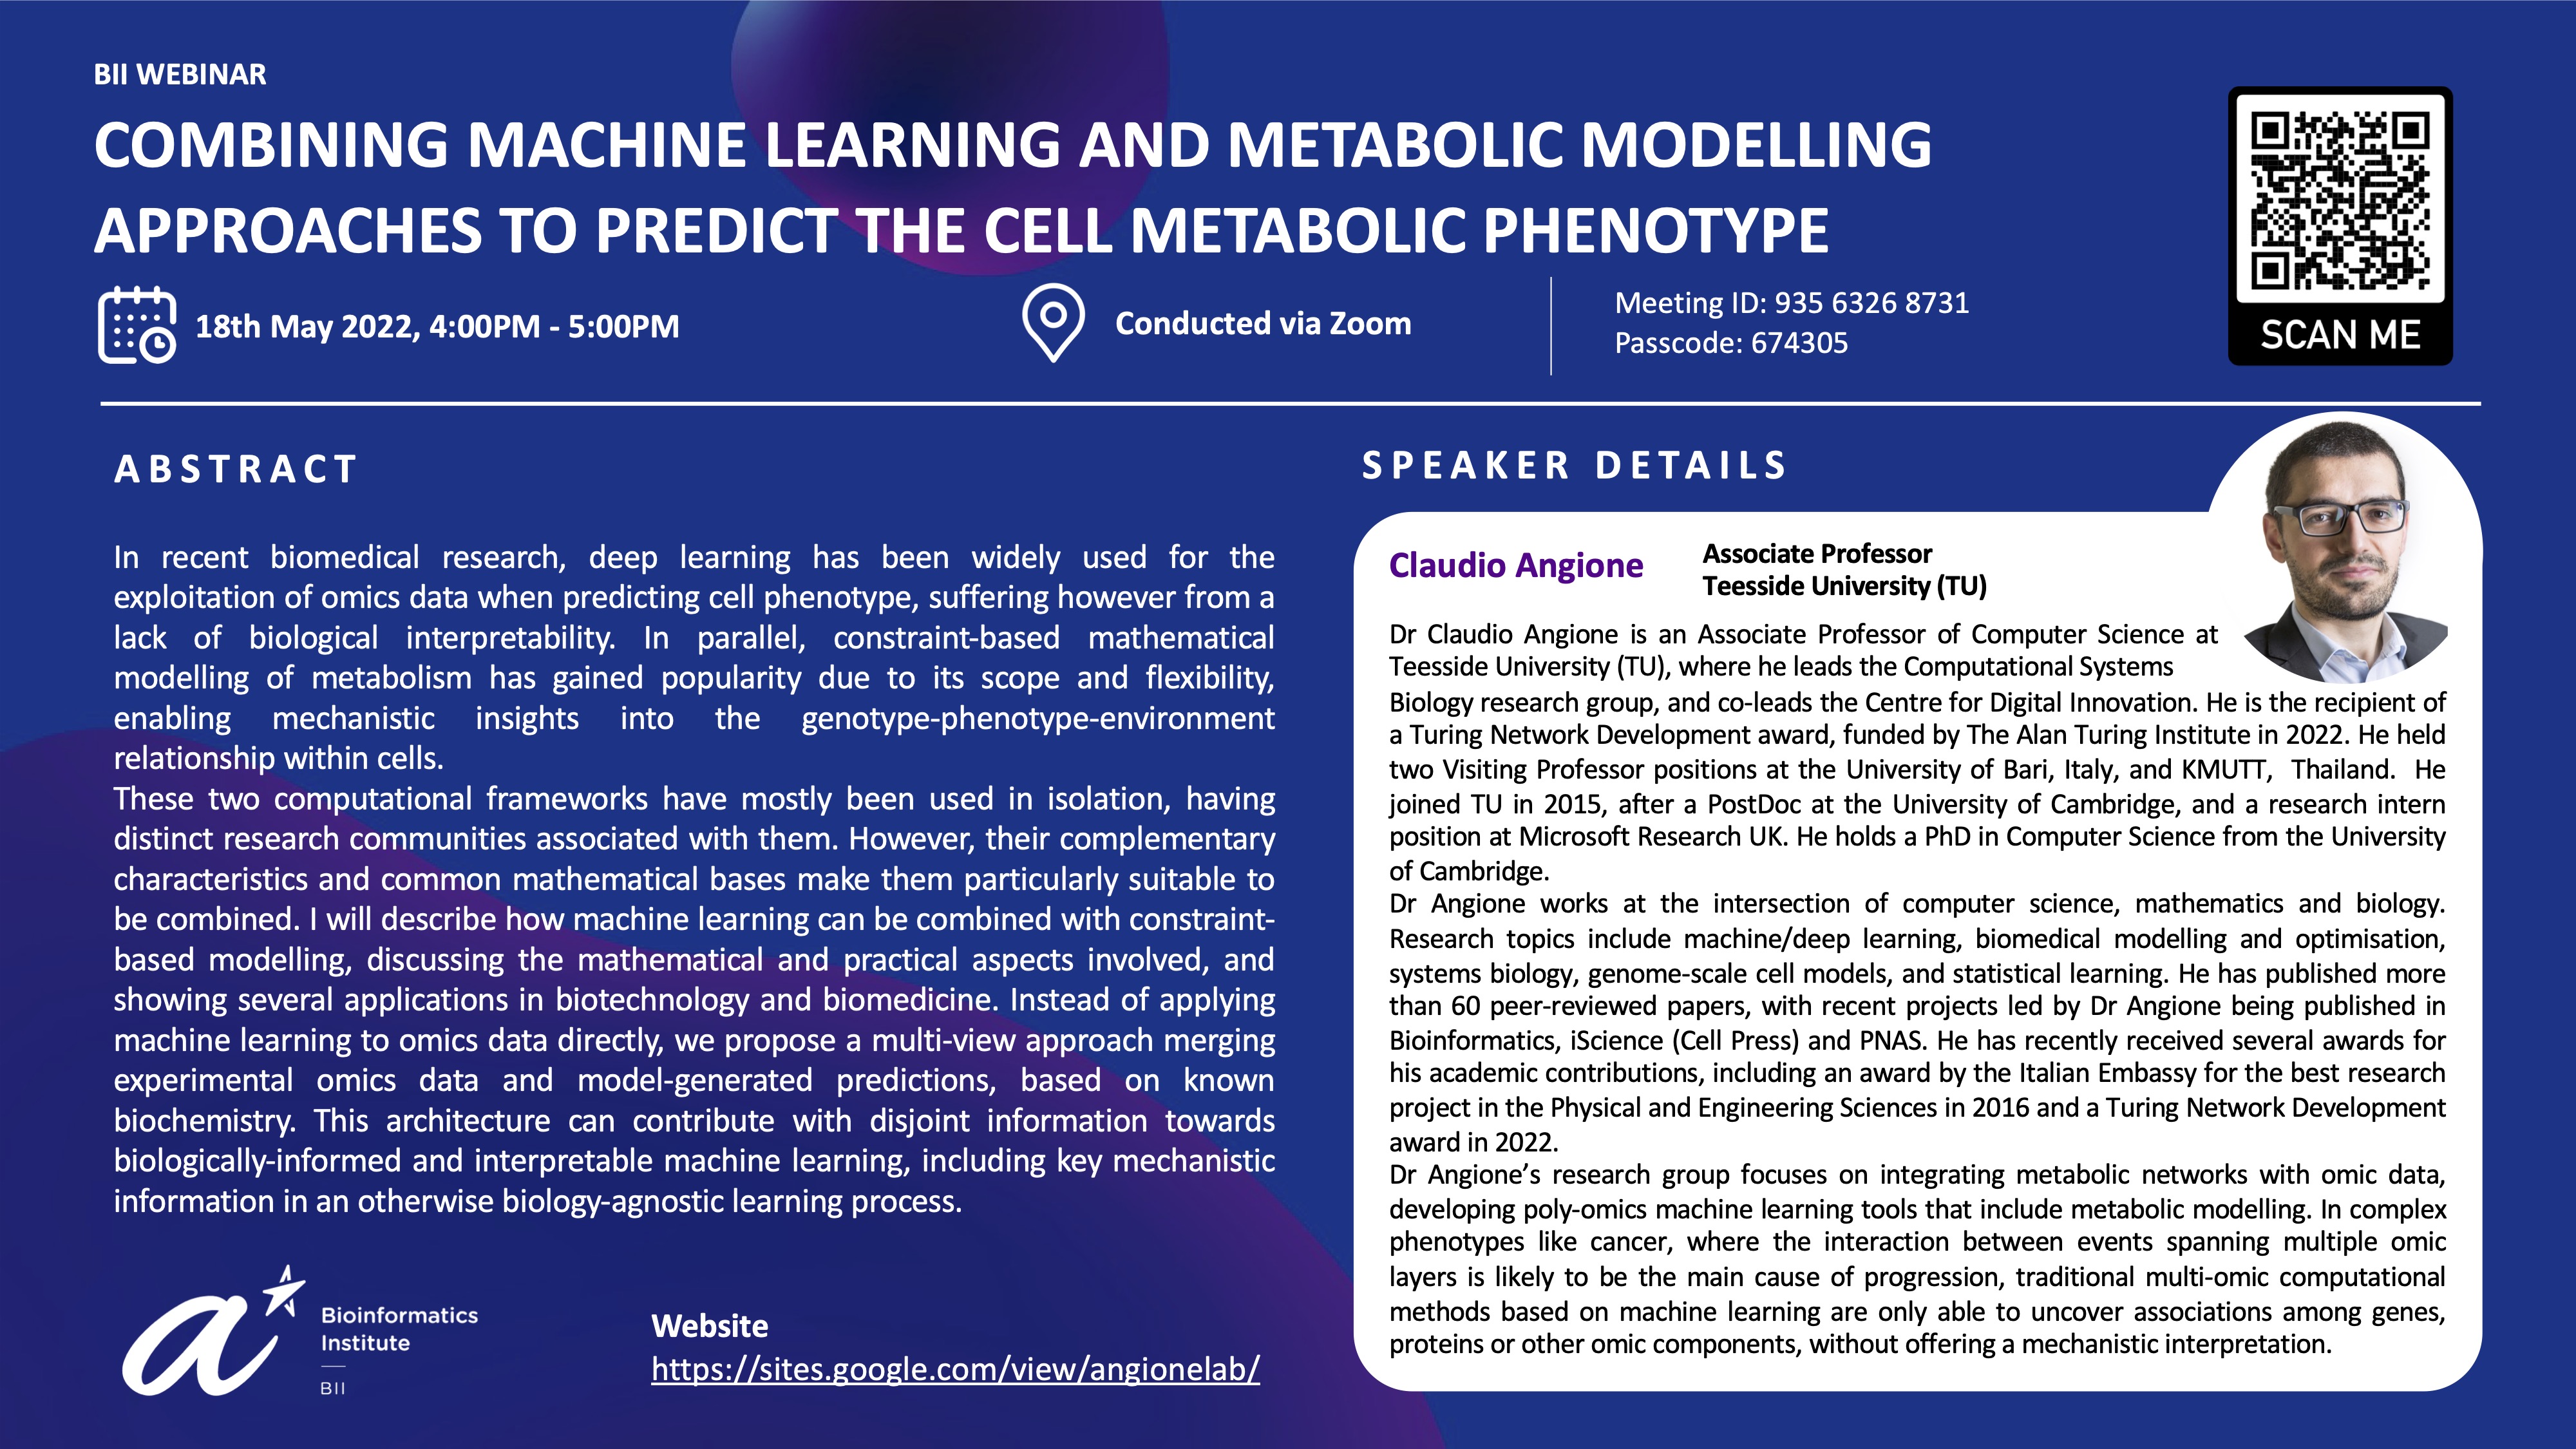 BII WEBINAR
COMBINING MACHINE LEARNING AND METABOLIC MODELLING
APPROACHES TO PREDICT THE CELL METABOLIC PHENOTYPE
18th May 2022, 4:00PM - 5:00PM
Conducted via Zoom
Meeting ID: 935 6326 8731
Passcode: 674305
SCAN ME
ABSTRACT
In recent biomedical research, deep learning has been widely used for the
exploitation of omics data when predicting cell phenotype, suffering however from a
lack of biological interpretability. In parallel, constraint-based mathematical
modelling of metabolism has gained popularity due to its scope and flexibility,
enabling mechanistic insights into the genotype-phenotype-environment
relationship within cells.
These two computational frameworks have mostly been used in isolation, having
distinct research communities associated with them. However, their complementary
characteristics and common mathematical bases make them particularly suitable to
be combined. I will describe how machine learning can be combined with constraint-
based modelling, discussing the mathematical and practical aspects involved, and
showing several applications in biotechnology and biomedicine. Instead of applying
machine learning to omics data directly, we propose a multi-view approach merging
experimental omics data and model-generated predictions, based on known
biochemistry. This architecture can contribute with disjoint information towards
biologically-informed and interpretable machine learning, including key mechanistic
information in an otherwise biology-agnostic learning process.
a
Bioinformatics
Institute
BII
Website
https://sites.google.com/view/angionelab/
SPEAKER DETAILS
Claudio Angione
Associate Professor
Teesside University (TU)
Dr Claudio Angione is an Associate Professor of Computer Science at
Teesside University (TU), where he leads the Computational Systems
Biology research group, and co-leads the Centre for Digital Innovation. He is the recipient of
a Turing Network Development award, funded by The Alan Turing Institute in 2022. He held
two Visiting Professor positions at the University of Bari, Italy, and KMUTT, Thailand. He
joined TU in 2015, after a PostDoc at the University of Cambridge, and a research intern
position at Microsoft Research UK. He holds a PhD in Computer Science from the University
of Cambridge.
Dr Angione works at the intersection of computer science, mathematics and biology.
Research topics include machine/deep learning, biomedical modelling and optimisation,
systems biology, genome-scale cell models, and statistical learning. He has published more
than 60 peer-reviewed papers, with recent projects led by Dr Angione being published in
Bioinformatics, iScience (Cell Press) and PNAS. He has recently received several awards for
his academic contributions, including an award by the Italian Embassy for the best research
project in the Physical and Engineering Sciences in 2016 and a Turing Network Development
award in 2022.
Dr Angione’s research group focuses on integrating metabolic networks with omic data,
developing poly-omics machine learning tools that include metabolic modelling. In complex
phenotypes like cancer, where the interaction between events spanning multiple omic
layers is likely to be the main cause of progression, traditional multi-omic computational
methods based on machine learning are only able to uncover associations among genes,
proteins or other omic components, without offering a mechanistic interpretation.